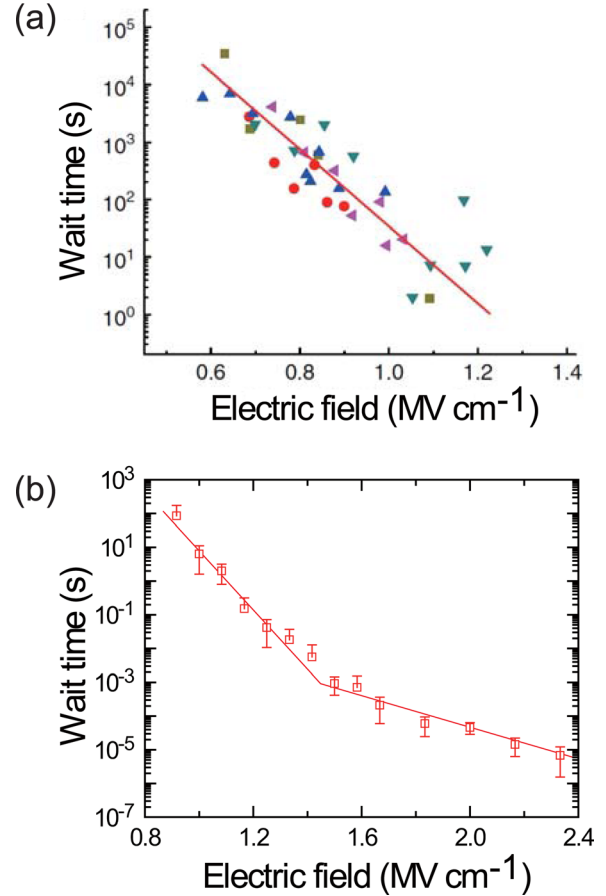 (a)
Wait time (s)
10^5
10^4
10^3
10^2
10^1
10^0
0.6 0.8 1.0 1.2 1.4
Electric field (MV cm^-1)
(b)
Wait time (s)
10^3
10^1
10^-1
10^-3
10^-5
10^-7
0.8 1.2 1.6 2.0 2.4
Electric field (MV cm^-1)